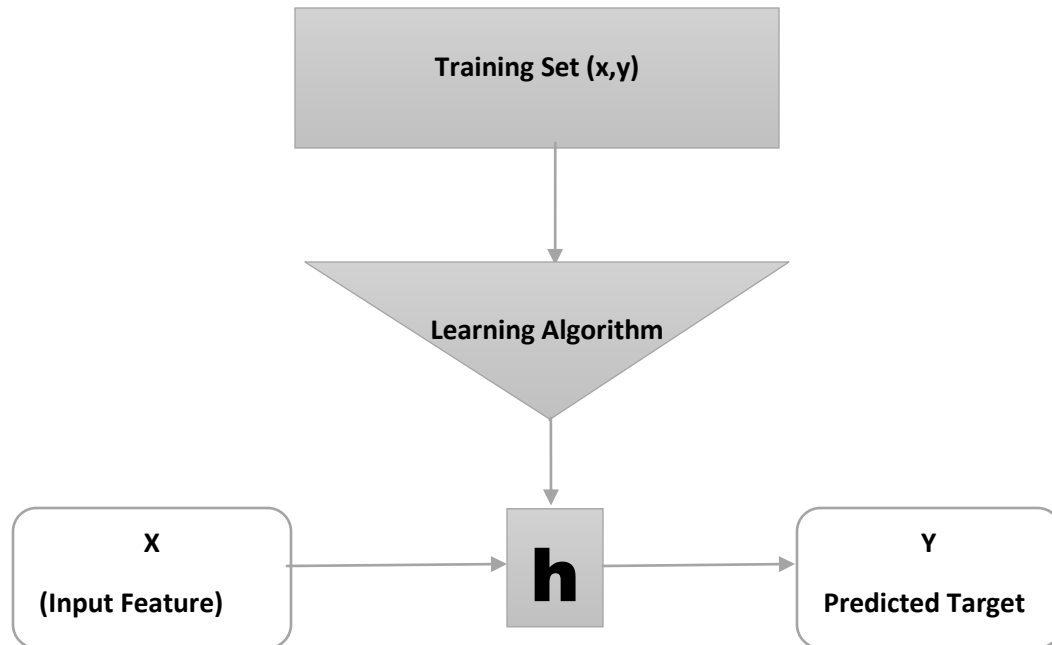 Training Set (x,y)
Learning Algorithm
X
(Input Feature)
h
Y
Predicted Target